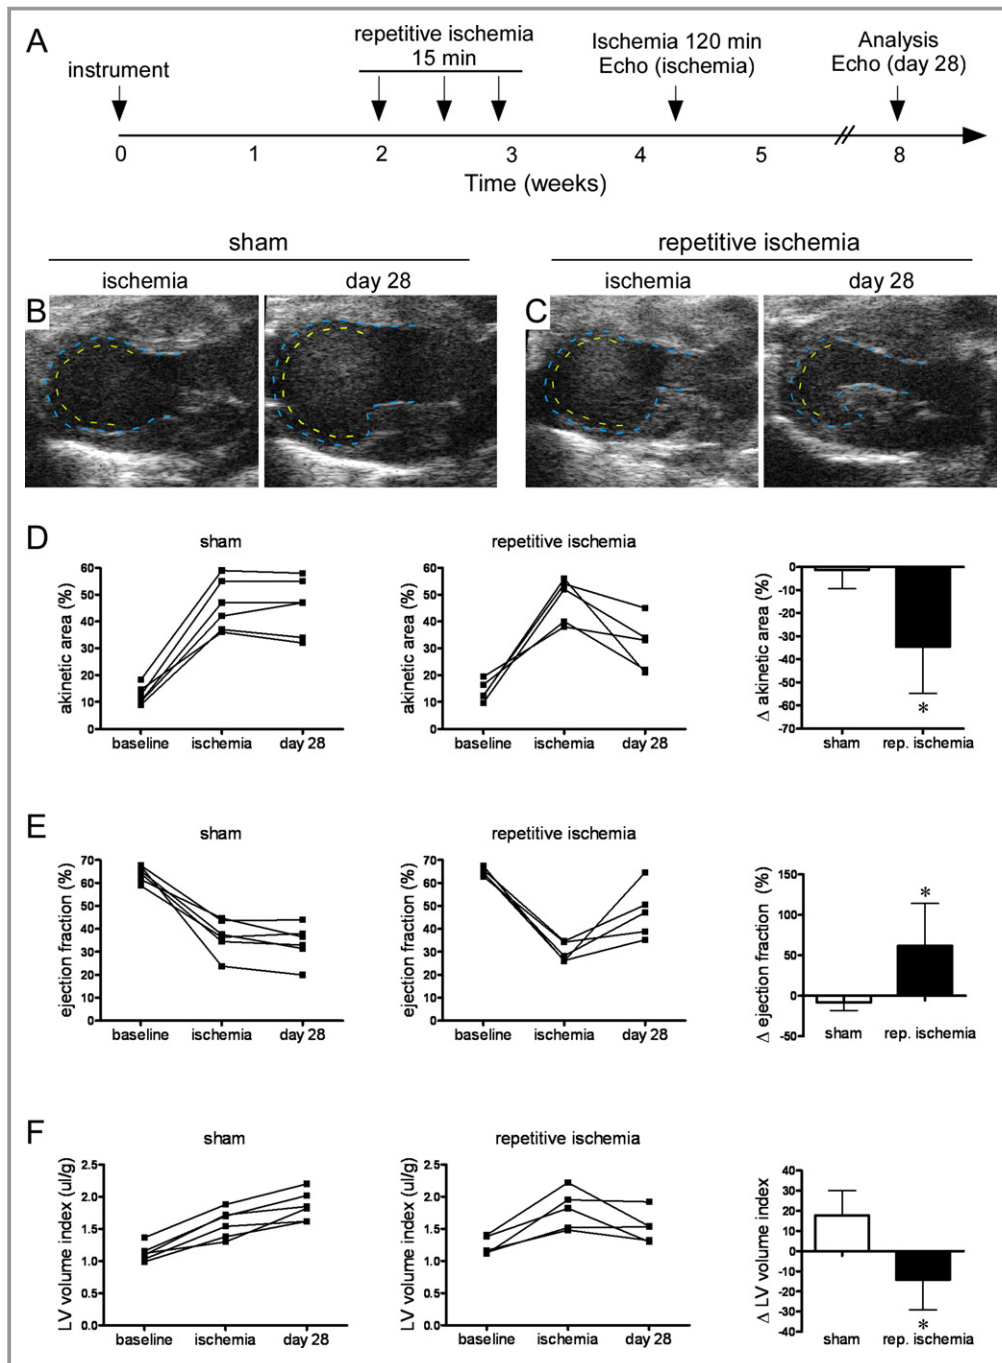 A
instrument
repetitive ischemia
15 min
Ischemia 120 min
Echo (ischemia)
Analysis
Echo (day 28)
0 1 2 3 4 5 8
Time (weeks)
sham
repetitive ischemia
ischemia day 28 ischemia day 28
B C
D
sham
akinetic area (%)
60
50
40
30
20
10
0
baseline ischemia day 28
repetitive ischemia
akinetic area (%)
60
50
40
30
20
10
0
baseline ischemia day 28
Δ akinetic area (%)
0
-10
-20
-30
-40
-50
-60
-70
*
sham rep. ischemia
E
sham
ejection fraction (%)
70
60
50
40
30
20
10
0
baseline ischemia day 28
repetitive ischemia
ejection fraction (%)
70
60
50
40
30
20
10
0
baseline ischemia day 28
Δ ejection fraction (%)
150
100
50
0
-50
*
sham rep. ischemia
F
sham
LV volume index (ul/g)
2.5
2.0
1.5
1.0
0.5
0.0
baseline ischemia day 28
repetitive ischemia
LV volume index (ul/g)
2.5
2.0
1.5
1.0
0.5
0.0
baseline ischemia day 28
Δ LV volume index
40
30
20
10
0
-10
-20
-30
-40
*
sham rep. ischemia